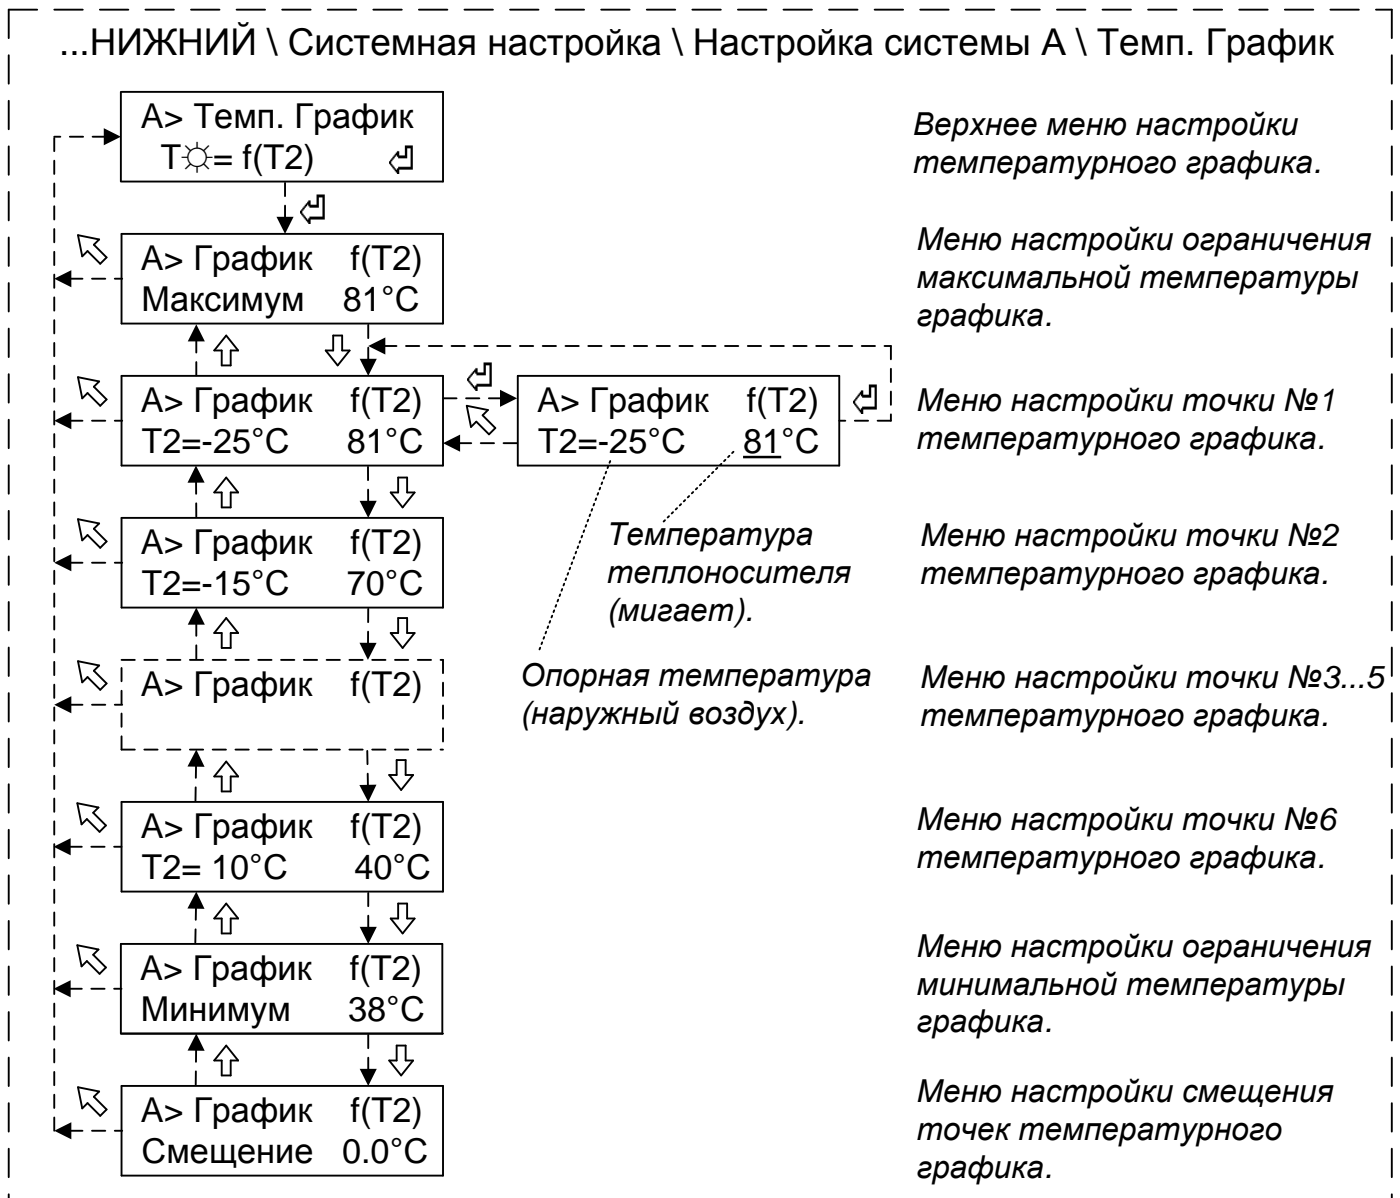 ...НИЖНИЙ \ Системная настройка \ Настройка системы А \ Темп. График
А> Темп. График
Т☼= f(T2)
Верхнее меню настройки
температурного графика.
А> График f(T2)
Максимум 81°C
Меню настройки ограничения
максимальной температуры
графика.
А> График f(T2)
T2=-25°C 81°C
А> График f(T2)
T2=-25°C 81°C
Меню настройки точки №1
температурного графика.
А> График f(T2)
T2=-15°C 70°C
Температура
теплоносителя
(мигает).
Меню настройки точки №2
температурного графика.
А> График f(T2)
Опорная температура
(наружный воздух).
Меню настройки точки №3...5
температурного графика.
А> График f(T2)
T2= 10°C 40°C
Меню настройки точки №6
температурного графика.
А> График f(T2)
Минимум 38°C
Меню настройки ограничения
минимальной температуры
графика.
А> График f(T2)
Смещение 0.0°C
Меню настройки смещения
точек температурного
графика.